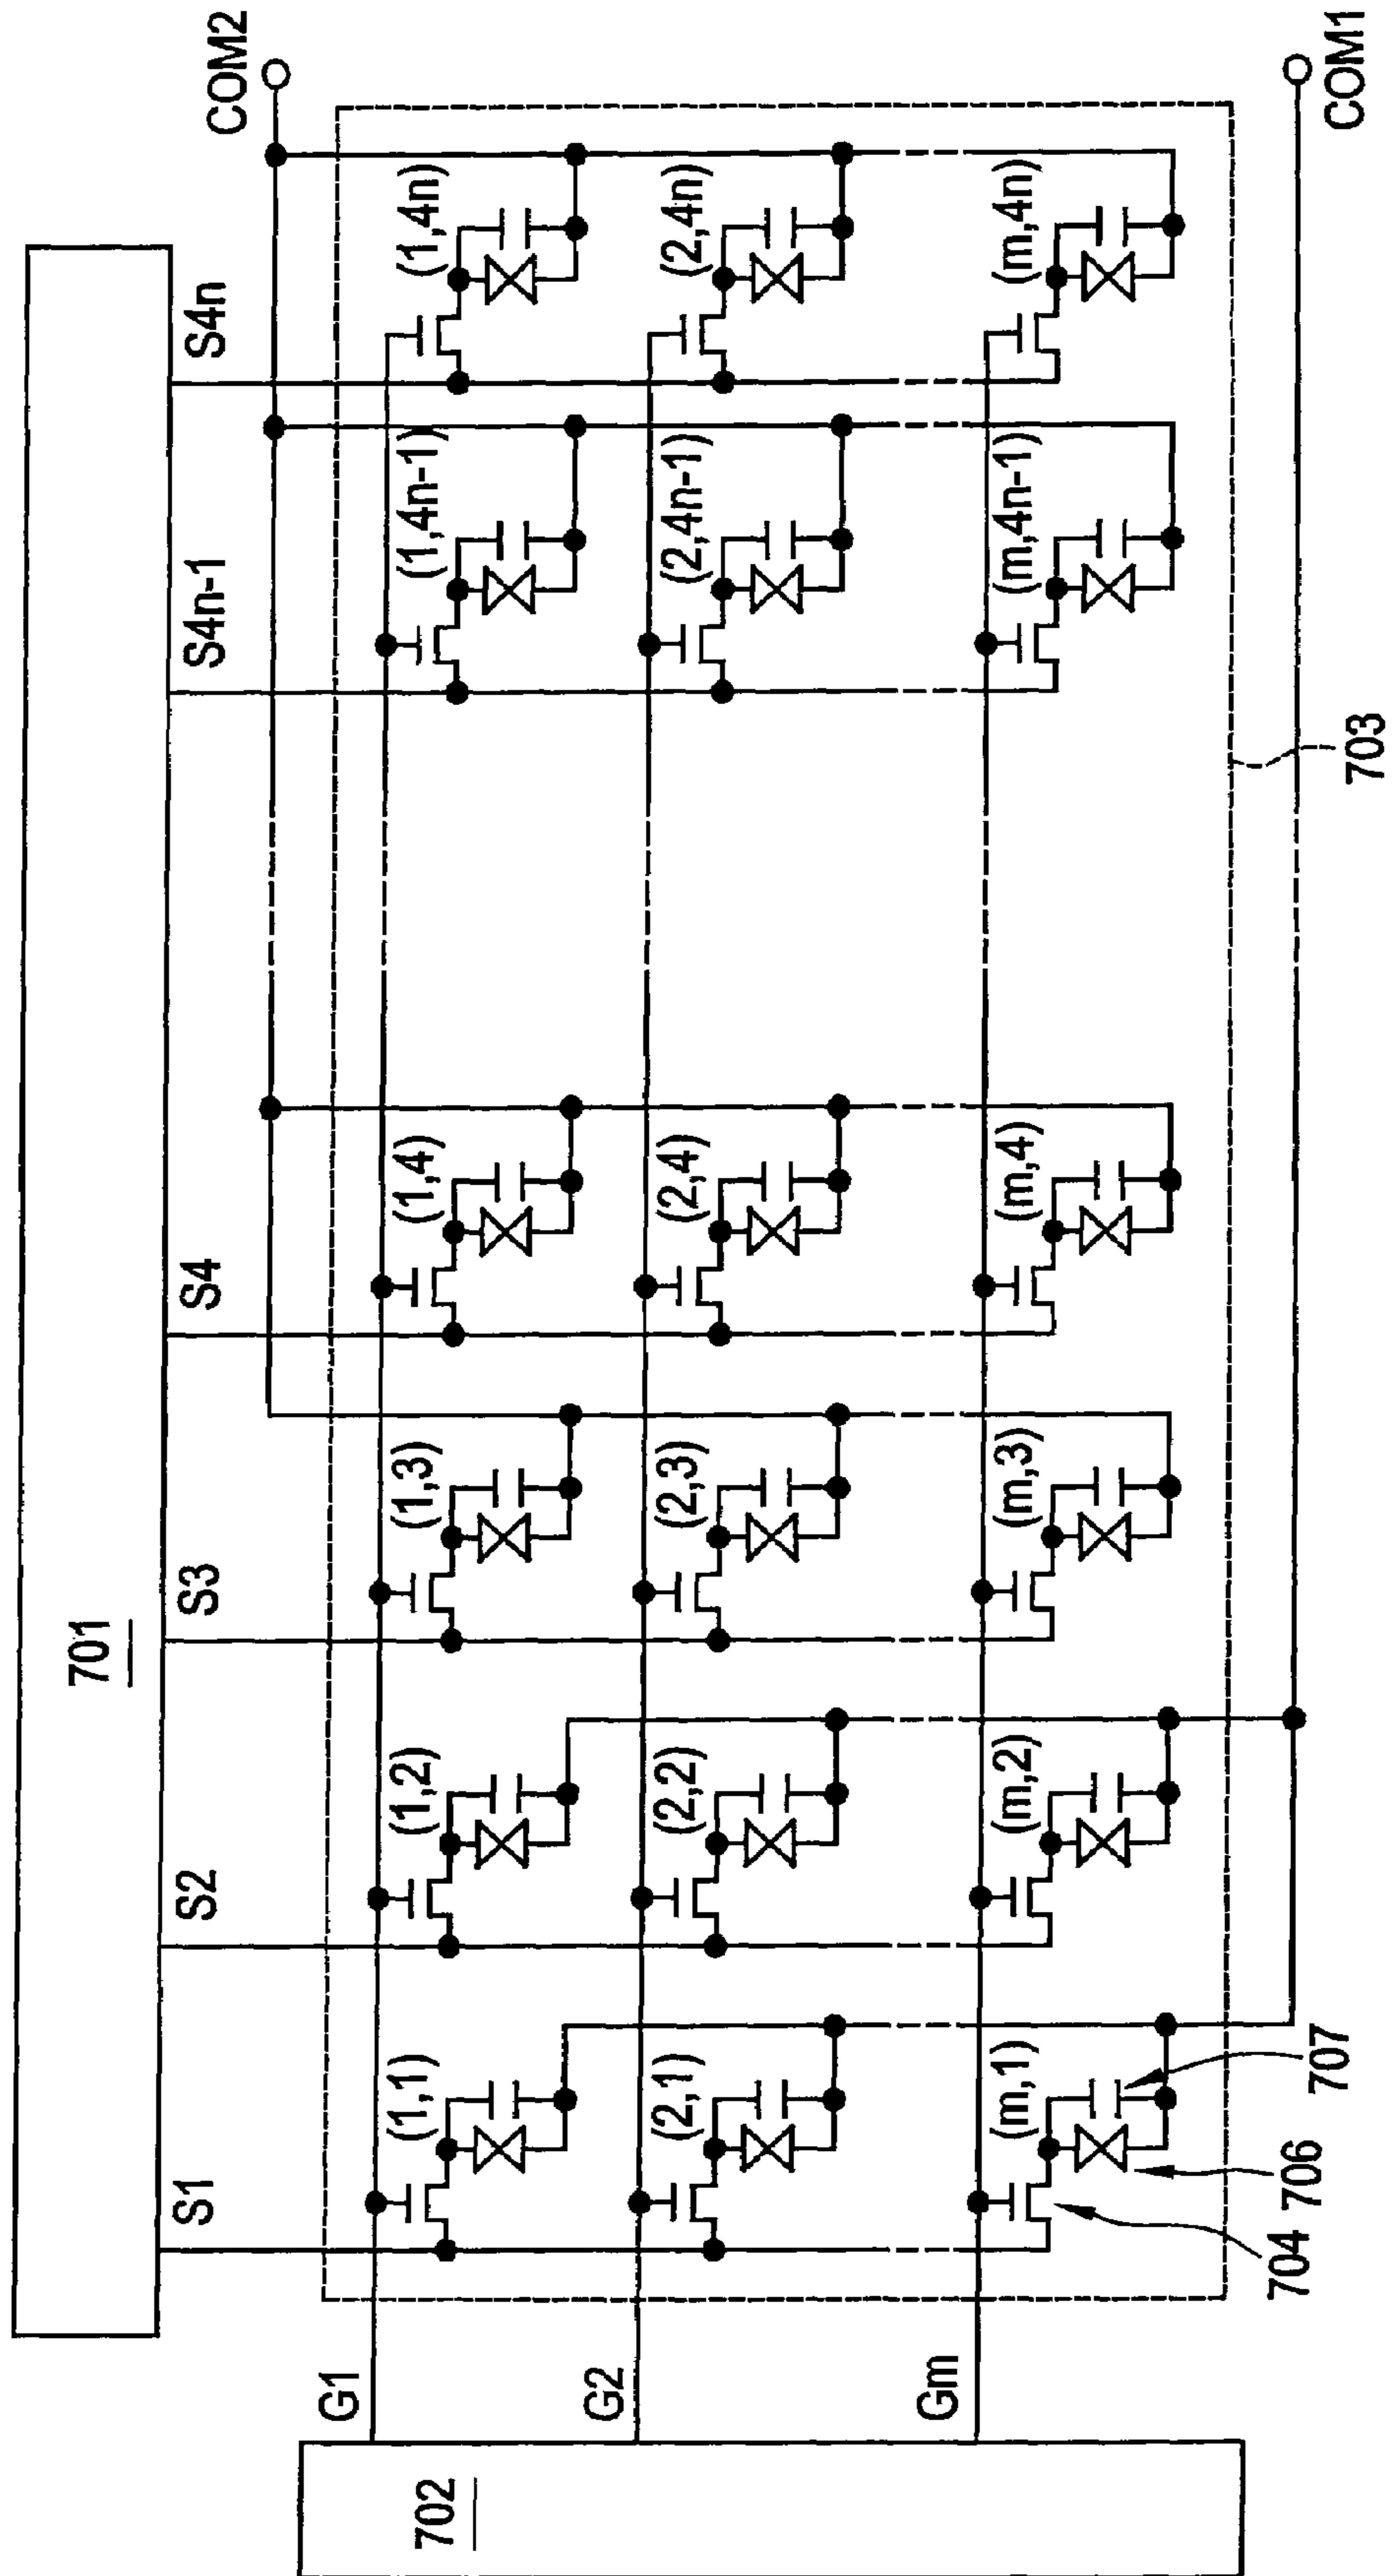 701
S1
S2
S3
S4
S4n-1
S4n
COM2
702
G1
(1,1)
(1,2)
(1,3)
(1,4)
(1,4n-1)
(1,4n)
G2
(2,1)
(2,2)
(2,3)
(2,4)
(2,4n-1)
(2,4n)
Gm
(m,1)
(m,2)
(m,3)
(m,4)
(m,4n-1)
(m,4n)
704
706
707
703
COM1